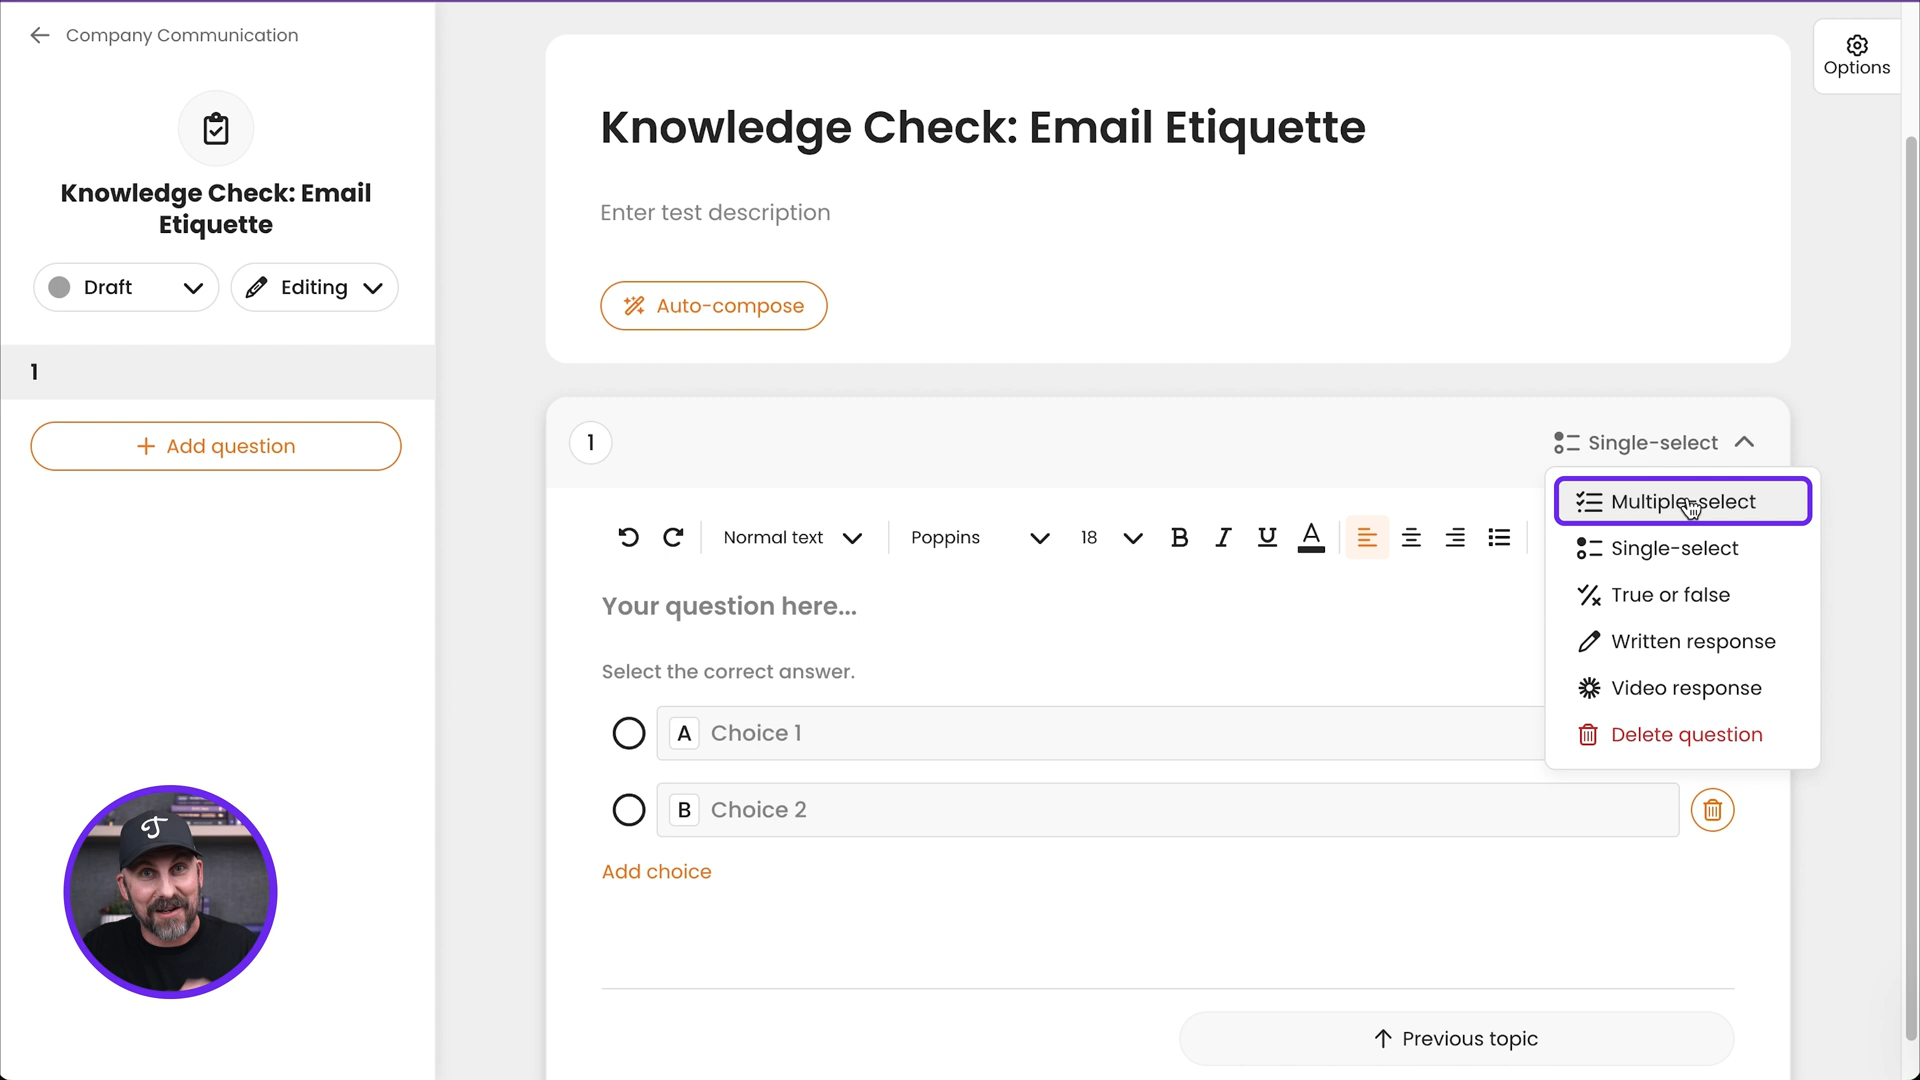 Company Communication
Knowledge Check: Email
Etiquette
Draft
Editing
1
Add question
Options
Knowledge Check: Email Etiquette
Enter test description
Auto-compose
1
Single-select
Multiple-select
Single-select
True or false
Written response
Video response
Delete question
Normal text
Poppins
18
B
I
U
A
Your question here...
Select the correct answer.
A
Choice 1
B
Choice 2
Add choice
Previous topic